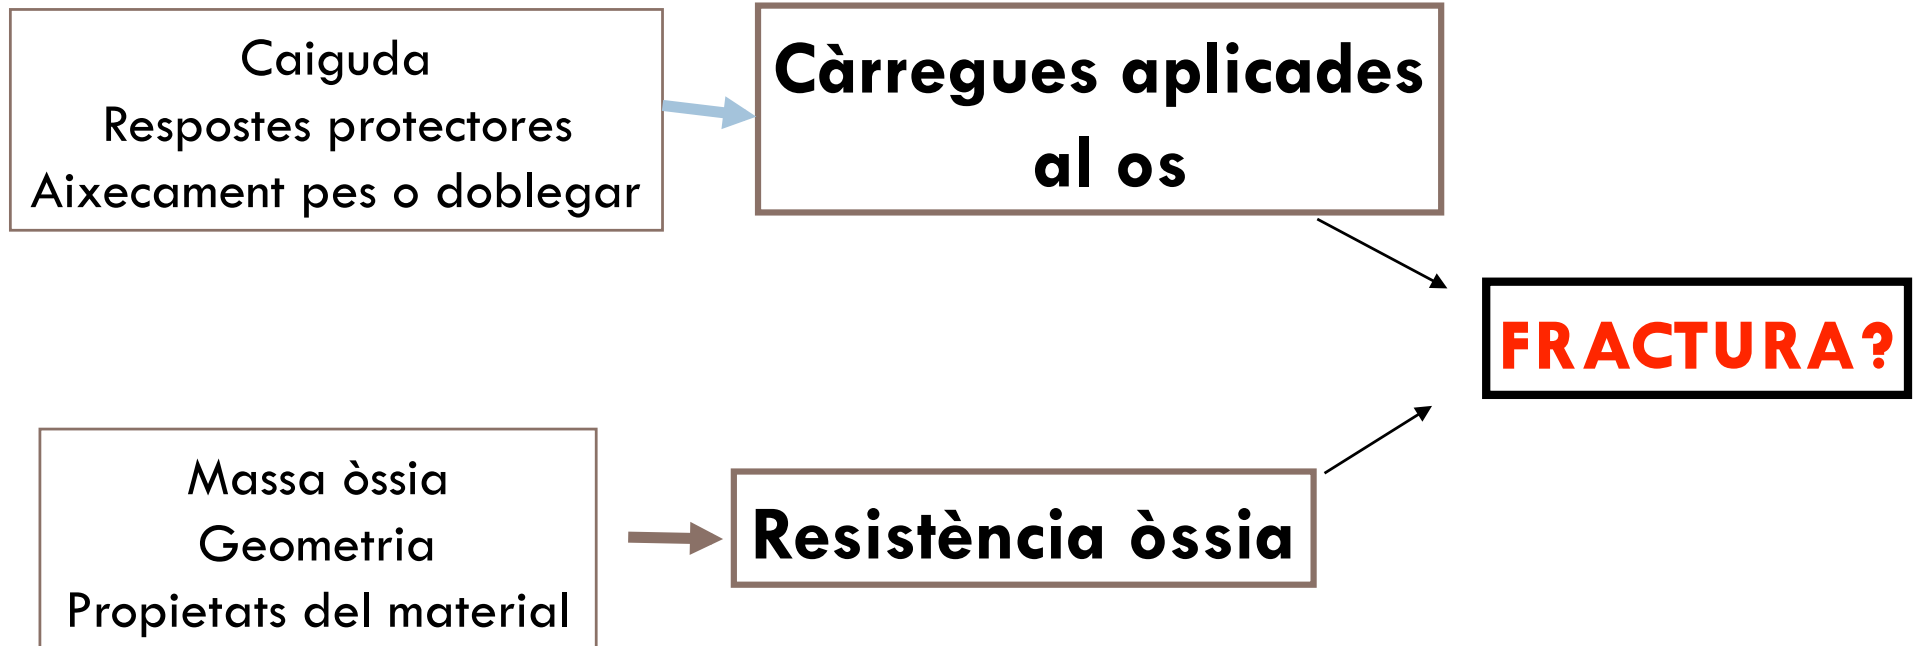 Caiguda
Respostes protectores
Aixecament pes o doblegar
Càrregues aplicades
al os
FRACTURA?
Massa òssia
Geometria
Propietats del material
Resistència òssia